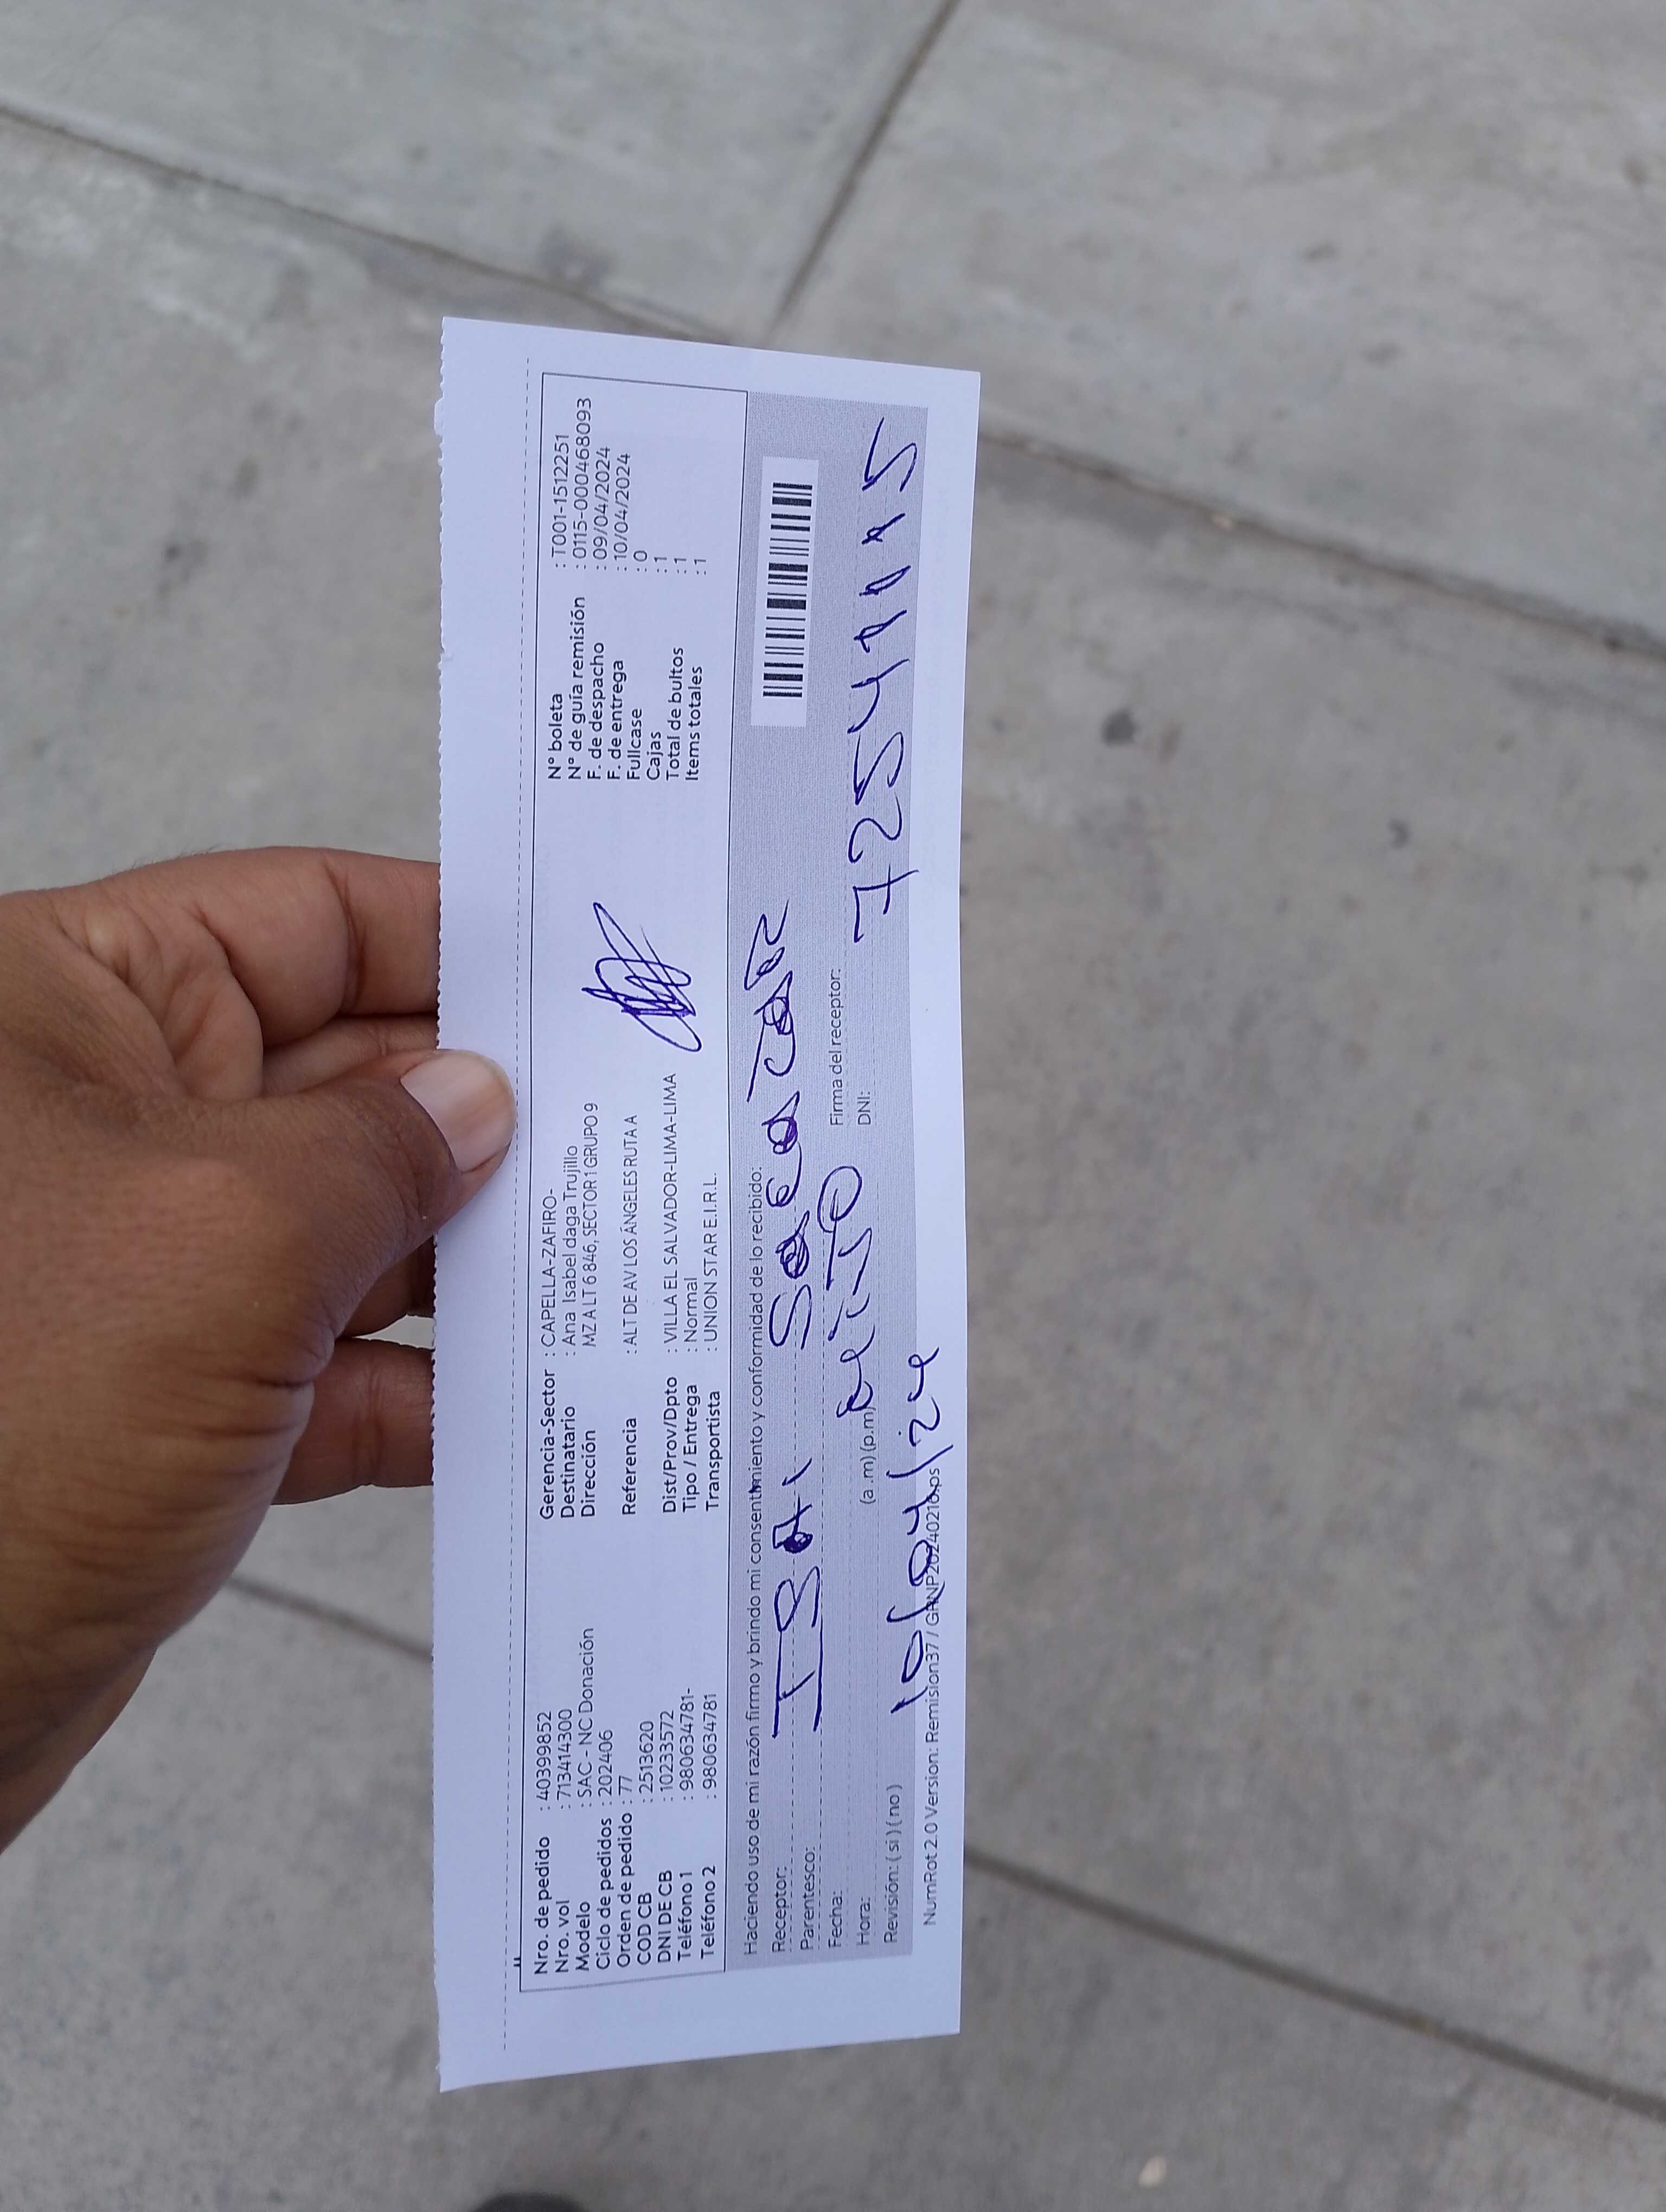 Nro. de pedido : 40399852 Gerencia-Sector : CAPELLA-ZAFIRO- N° boleta : T001-1512251
Nro. vol : 713414300 Destinatario : Ana Isabel daga Trujillo N° de guía remisión : 0115-000468093
Modelo : SAC - NC Donación Dirección MZ A LT 6 846, SECTOR 1 GRUPO 9 F. de despacho : 09/04/2024
Ciclo de pedidos : 202406 F. de entrega : 10/04/2024
Orden de pedido : 77 Referencia : ALT DE AV LOS ÁNGELES RUTA A Fullcase : 0
COD CB : 2513620 Cajas : 1
DNI DE CB : 10233572 Dist/Prov/Dpto : VILLA EL SALVADOR-LIMA-LIMA Total de bultos : 1
Teléfono 1 : 980634781- Tipo / Entrega : Normal Items totales : 1
Teléfono 2 : 980634781 Transportista : UNION STAR E.I.R.L.
Haciendo uso de mi razón firmo y brindo mi consentimiento y conformidad de lo recibido:
Receptor:
Parentesco:
Fecha: Firma del receptor:
Hora: (a .m) (p.m) DNI:
Revisión: ( si ) ( no ) 10/04/24
NumRot 2.0 Version: Remision37 / GRNP20240216.ps